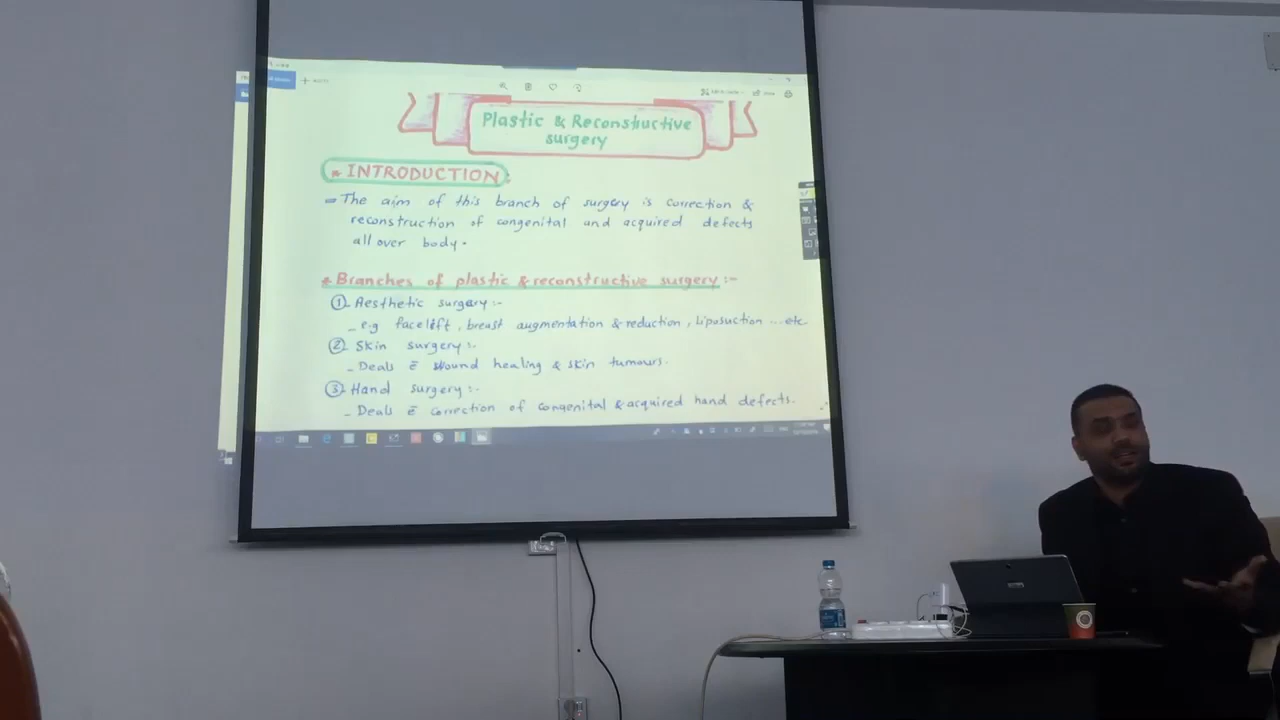 Plastic & Reconstructive
surgery
* INTRODUCTION
⇒ The aim of this branch of surgery is correction &
reconstruction of congenital and acquired defects
all over body.
* Branches of plastic & reconstructive surgery :-
① Aesthetic surgery :-
- e.g facelift, breast augmentation & reduction, liposuction ... etc.
② Skin surgery :-
- Deals c̄ wound healing & skin tumours.
③ Hand surgery :-
- Deals c̄ correction of congenital & acquired hand defects.